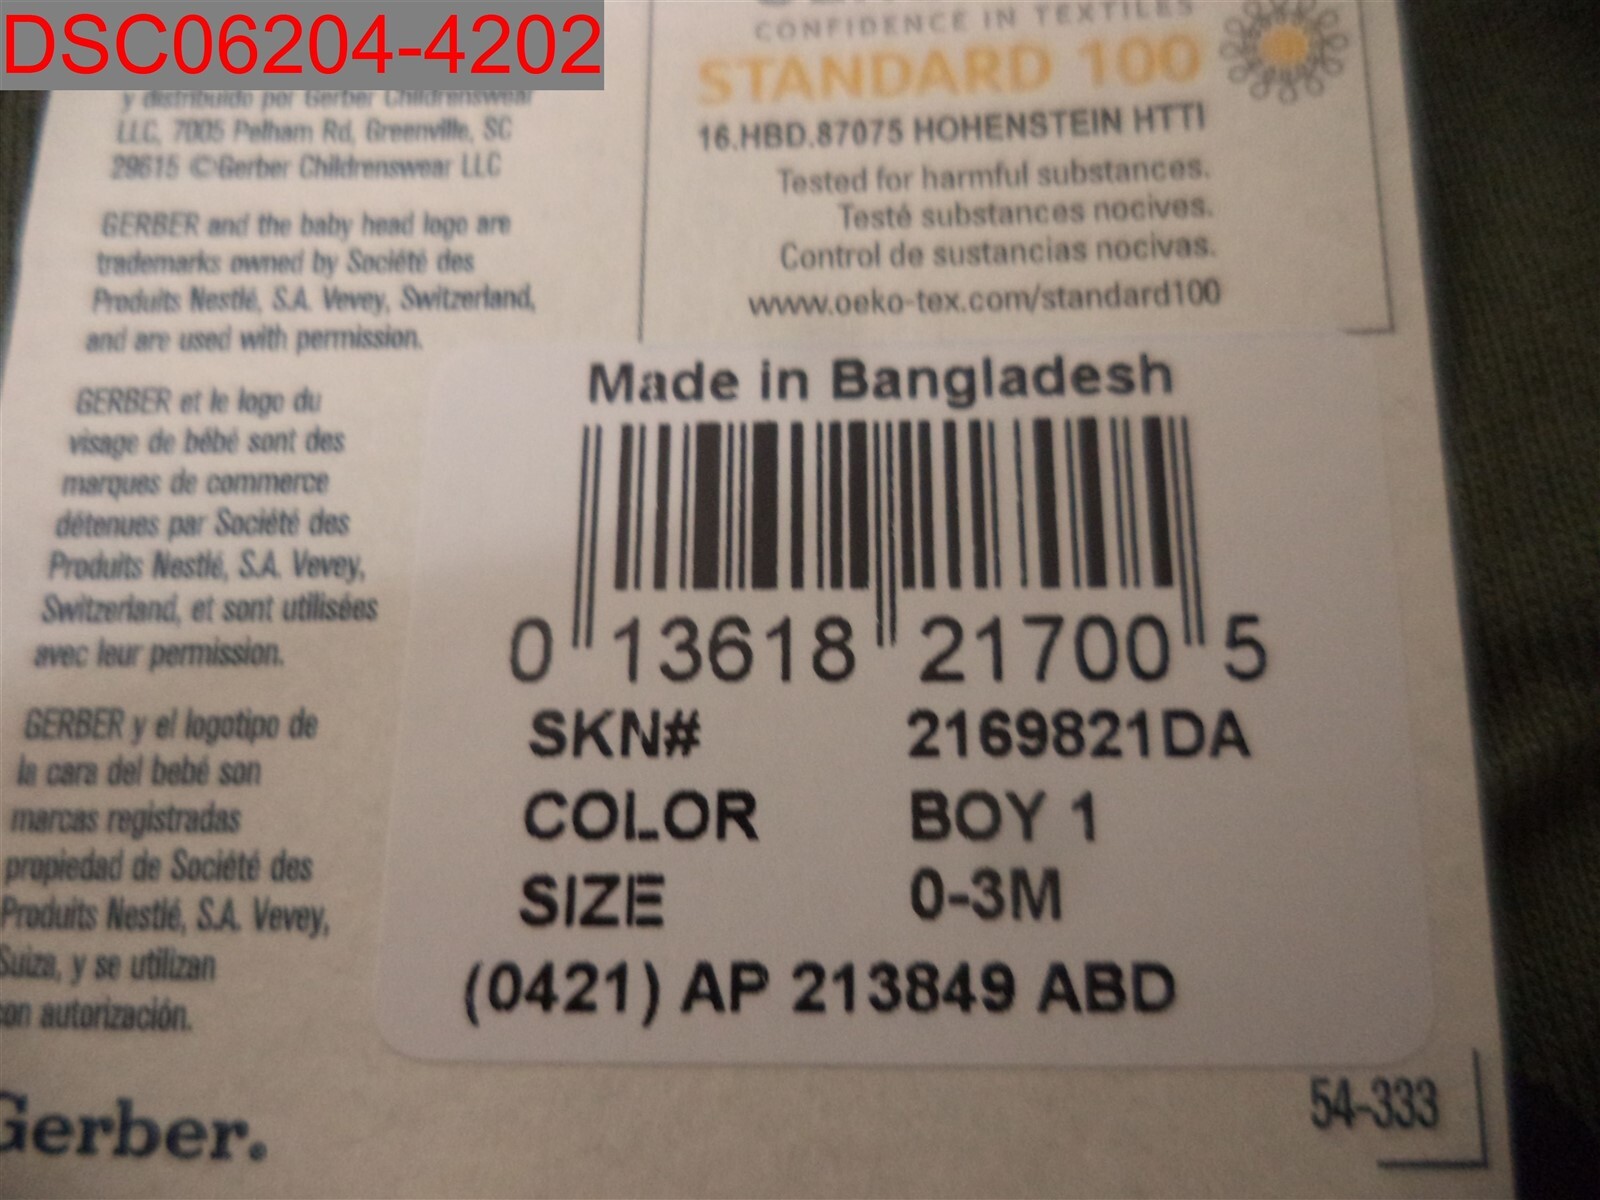 DSC06204-4202
CONFIDENCE IN TEXTILES
STANDARD 100
16.HBD.87075 HOHENSTEIN HTTI
Tested for harmful substances.
Testé substances nocives.
Control de sustancias nocivas.
www.oeko-tex.com/standard100
y distribuido por Gerber Childrenswear
LLC, 7005 Pelham Rd, Greenville, SC
29615 ©Gerber Childrenswear LLC
GERBER and the baby head logo are
trademarks owned by Société des
Produits Nestlé, S.A. Vevey, Switzerland,
and are used with permission.
GERBER et le logo du
visage de bébé sont des
marques de commerce
détenues par Société des
Produits Nestlé, S.A. Vevey,
Switzerland, et sont utilisées
avec leur permission.
GERBER y el logotipo de
la cara del bebé son
marcas registradas
propiedad de Société des
Produits Nestlé, S.A. Vevey,
Suiza, y se utilizan
con autorización.
Gerber.
Made in Bangladesh
0 13618 21700 5
SKN# 2169821DA
COLOR BOY 1
SIZE 0-3M
(0421) AP 213849 ABD
54-333